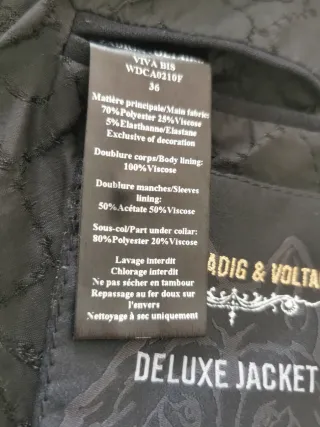 VIVA BIS
WDCA0210F
36
Matière principale/Main fabric:
70%Polyester 25%Viscose
5%Elasthanne/Elastane
Exclusive of decoration
Doublure corps/Body lining:
100%Viscose
Doublure manches/Sleeves
lining:
50%Acétate 50%Viscose
Sous-col/Part under collar:
80%Polyester 20%Viscose
Lavage interdit
Chlorage interdit
Ne pas sécher en tambour
Repassage au fer doux sur
l'envers
Nettoyage à sec uniquement
ADIG & VOLTA
DELUXE JACKET